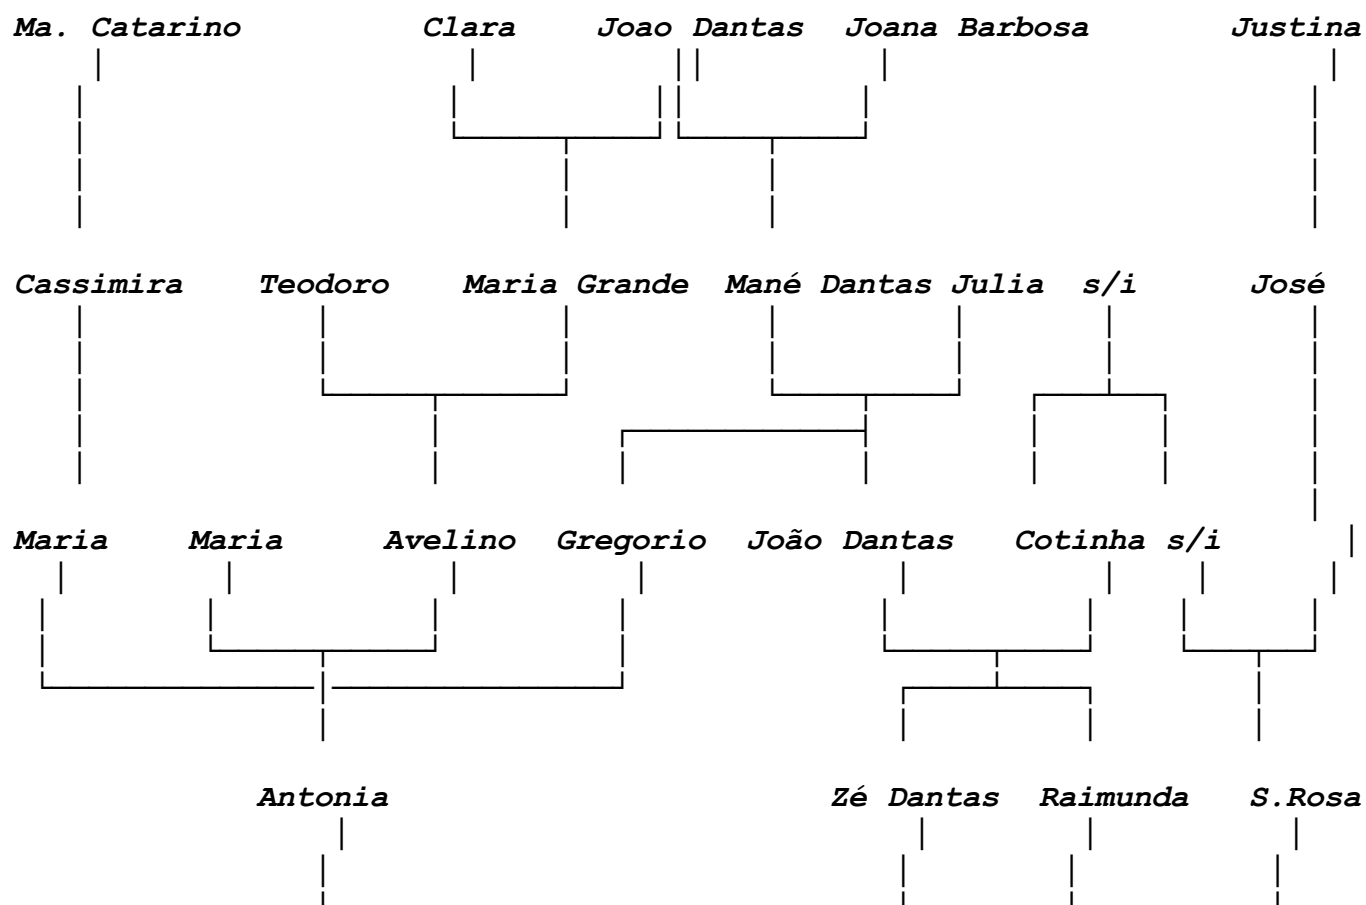 Ma. Catarino Clara Joao Dantas Joana Barbosa Justina
Cassimira Teodoro Maria Grande Mané Dantas Julia s/i José
Maria Maria Avelino Gregorio João Dantas Cotinha s/i
Antonia Zé Dantas Raimunda S.Rosa